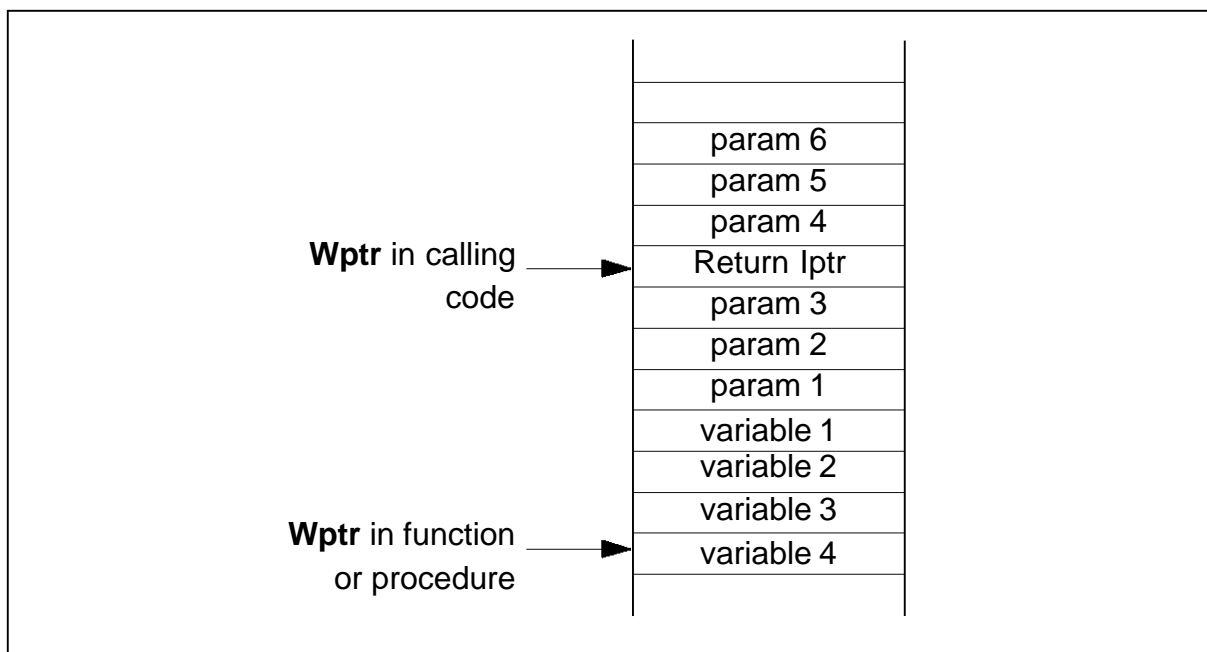 param 6
param 5
param 4
Wptr in calling
code
Return Iptr
param 3
param 2
param 1
variable 1
variable 2
variable 3
Wptr in function
or procedure
variable 4